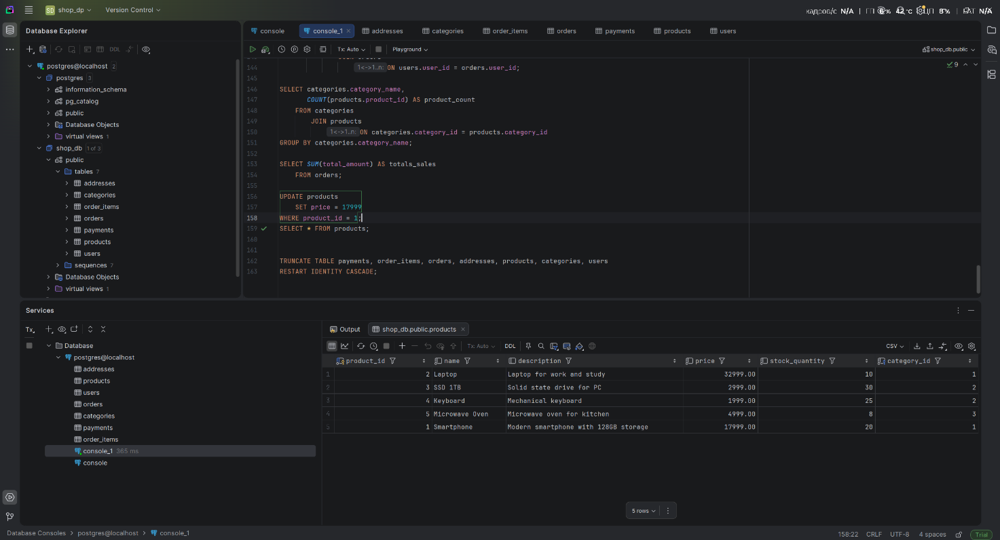 SD shop_dp Version Control
кадров/с N/A | ГП 6% 42 °C ЦП 8% | БАТ N/A
Database Explorer
DDL
postgres@localhost 2
postgres 3
information_schema
pg_catalog
public
Database Objects
virtual views 1
shop_db 1 of 3
public
tables 7
addresses
categories
order_items
orders
payments
products
users
sequences 7
Database Objects
virtual views 1
console console_1 addresses categories order_items orders payments products users
Tx: Auto Playground shop_db.public
9
144 1<->1..n: ON users.user_id = orders.user_id;
145
146 SELECT categories.category_name,
147 COUNT(products.product_id) AS product_count
148 FROM categories
149 JOIN products
150 1<->1..n: ON categories.category_id = products.category_id
151 GROUP BY categories.category_name;
152
153 SELECT SUM(total_amount) AS totals_sales
154 FROM orders;
155
156 UPDATE products
157 SET price = 17999
158 WHERE product_id = 1;
159 SELECT * FROM products;
160
161
162 TRUNCATE TABLE payments, order_items, orders, addresses, products, categories, users
163 RESTART IDENTITY CASCADE;
Services
Tx
Database
postgres@localhost
addresses
products
users
orders
categories
payments
order_items
console_1 365 ms
console
Output shop_db.public.products
Tx: Auto DDL CSV
product_id name description price stock_quantity category_id
1 2 Laptop Laptop for work and study 32999.00 10 1
2 3 SSD 1TB Solid state drive for PC 2999.00 30 2
3 4 Keyboard Mechanical keyboard 1999.00 25 2
4 5 Microwave Oven Microwave oven for kitchen 4999.00 8 3
5 1 Smartphone Modern smartphone with 128GB storage 17999.00 20 1
5 rows
Database Consoles > postgres@localhost > console_1
158:22 CRLF UTF-8 4 spaces Trial